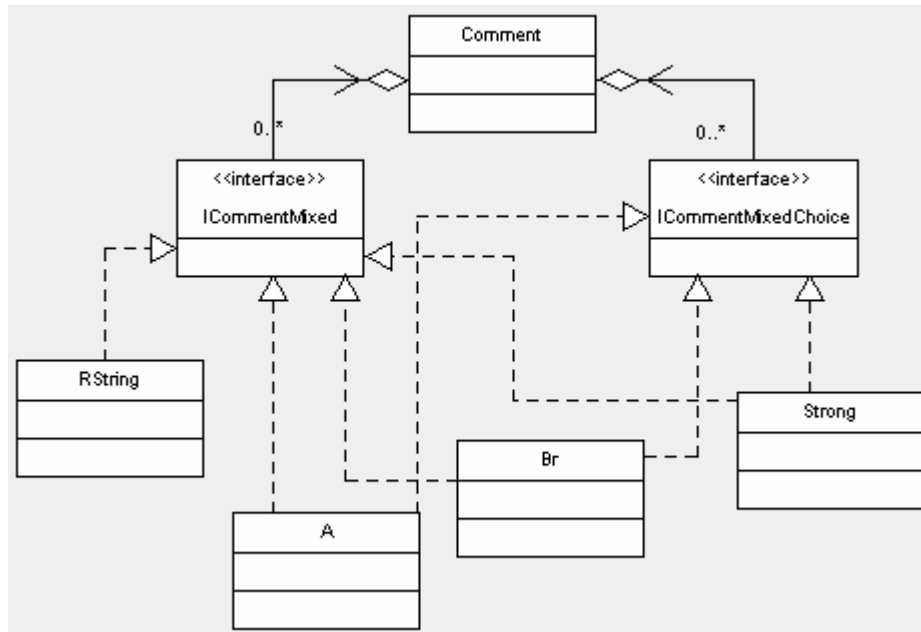 Comment
0..*
0..*
<<interface>>
ICommentMixed
<<interface>>
ICommentMixedChoice
RString
Strong
Br
A